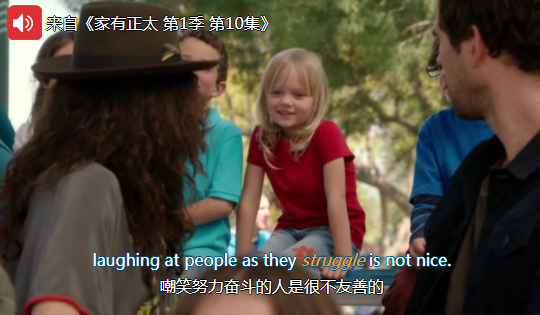 来自《家有正太 第1季 第10集》
laughing at people as they struggle is not nice.
嘲笑努力奋斗的人是很不友善的